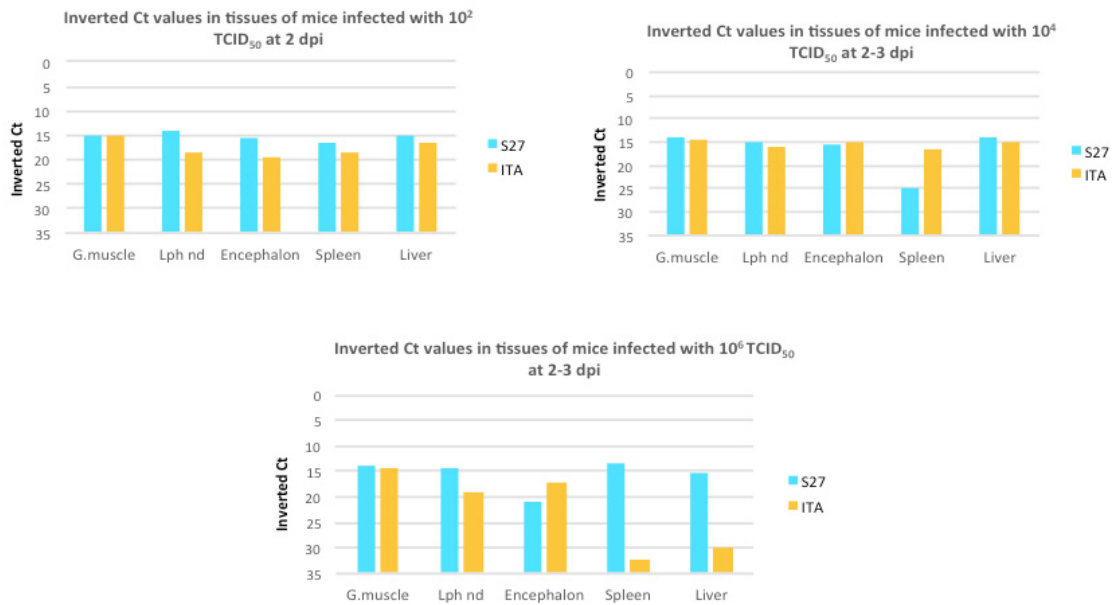 Inverted Ct values in tissues of mice infected with 10²
TCID₅₀ at 2 dpi
0
5
10
15
20
25
30
35
Inverted Ct
G.muscle Lph nd Encephalon Spleen Liver
S27
ITA
Inverted Ct values in tissues of mice infected with 10⁴
TCID₅₀ at 2-3 dpi
0
5
10
15
20
25
30
35
Inverted Ct
G.muscle Lph nd Encephalon Spleen Liver
S27
ITA
Inverted Ct values in tissues of mice infected with 10⁶ TCID₅₀
at 2-3 dpi
0
5
10
15
20
25
30
35
Inverted Ct
G.muscle Lph nd Encephalon Spleen Liver
S27
ITA